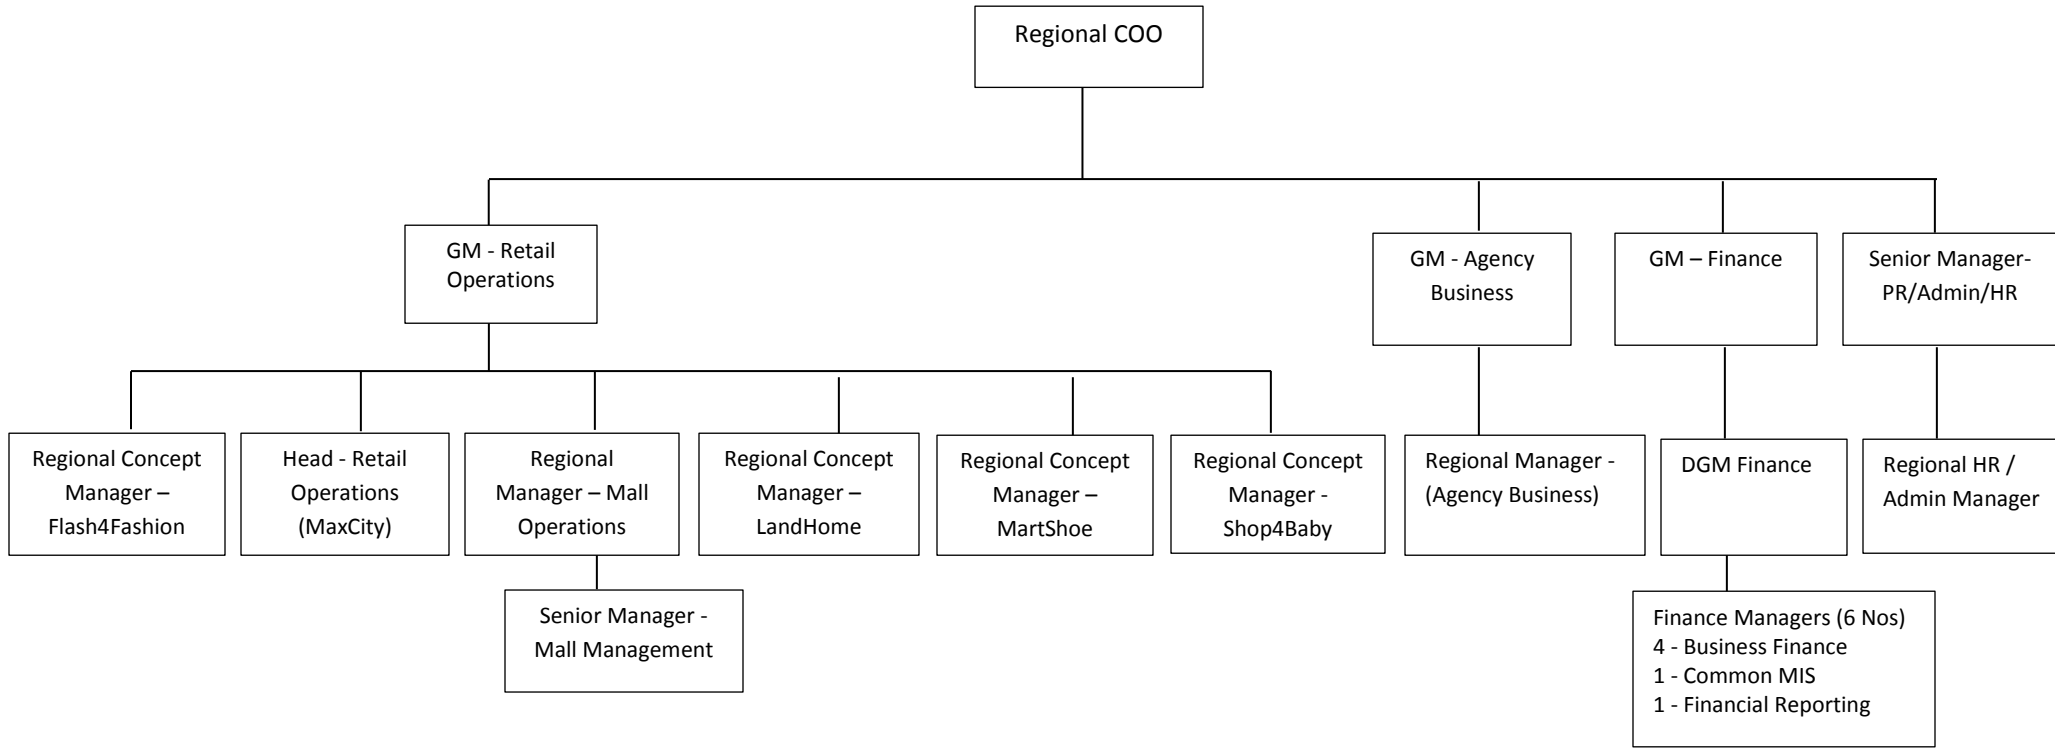 Regional COO
GM - Retail
Operations
GM - Agency
Business
GM – Finance
Senior Manager-
PR/Admin/HR
Regional Concept
Manager –
Flash4Fashion
Head - Retail
Operations
(MaxCity)
Regional
Manager – Mall
Operations
Regional Concept
Manager –
LandHome
Regional Concept
Manager –
MartShoe
Regional Concept
Manager -
Shop4Baby
Regional Manager -
(Agency Business)
DGM Finance
Regional HR /
Admin Manager
Senior Manager -
Mall Management
Finance Managers (6 Nos)
4 - Business Finance
1 - Common MIS
1 - Financial Reporting